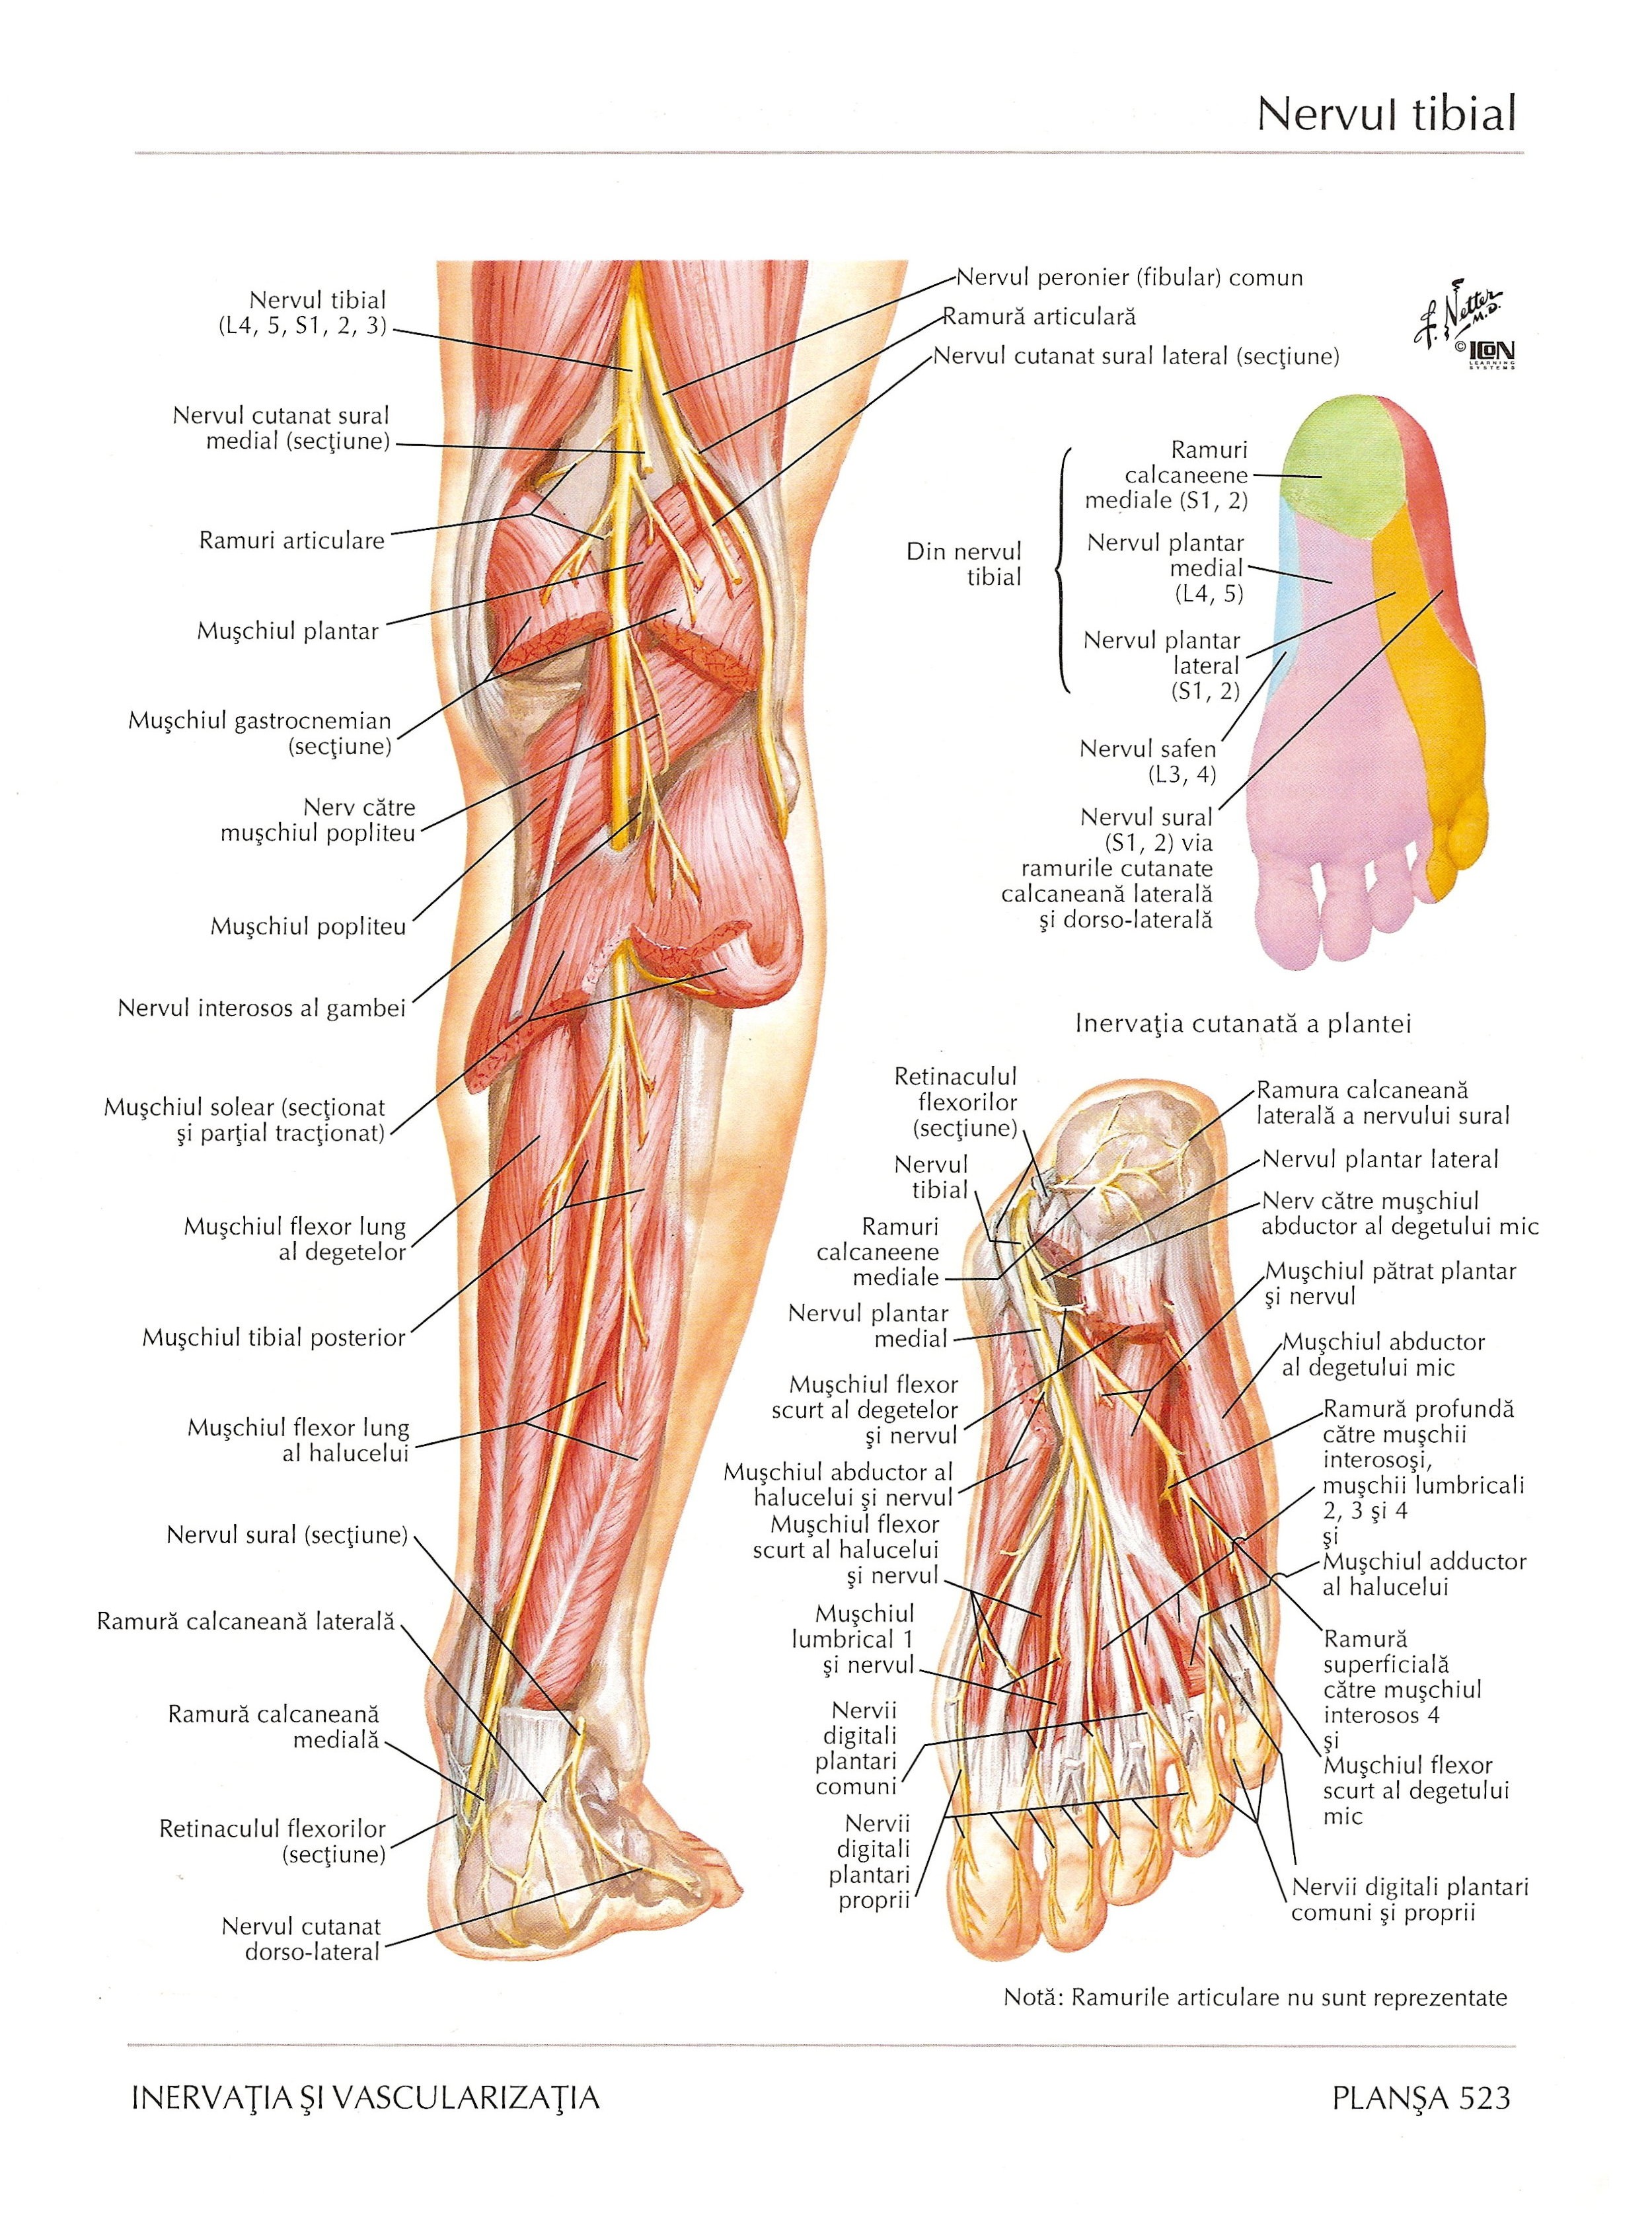 Nervul tibial
Nervul tibial
(L4, 5, S1, 2, 3)
Nervul cutanat sural
medial (secţiune)
Ramuri articulare
Muşchiul plantar
Muşchiul gastrocnemian
(secţiune)
Nerv către
muşchiul popliteu
Muşchiul popliteu
Nervul interosos al gambei
Muşchiul solear (secţionat
şi parţial tracţionat)
Muşchiul flexor lung
al degetelor
Muşchiul tibial posterior
Muşchiul flexor lung
al halucelui
Nervul sural (secţiune)
Ramură calcaneană laterală
Ramură calcaneană
medială
Retinaculul flexorilor
(secţiune)
Nervul cutanat
dorso-lateral
Nervul peronier (fibular) comun
Ramură articulară
Nervul cutanat sural lateral (secţiune)
F. Netter
M.D.
© ICON
LEARNING
SYSTEMS
Din nervul
tibial
Ramuri
calcaneene
mediale (S1, 2)
Nervul plantar
medial
(L4, 5)
Nervul plantar
lateral
(S1, 2)
Nervul safen
(L3, 4)
Nervul sural
(S1, 2) via
ramurile cutanate
calcaneană laterală
şi dorso-laterală
Inervaţia cutanată a plantei
Retinaculul
flexorilor
(secţiune)
Nervul
tibial
Ramuri
calcaneene
mediale
Nervul plantar
medial
Muşchiul flexor
scurt al degetelor
şi nervul
Muşchiul abductor al
halucelui şi nervul
Muşchiul flexor
scurt al halucelui
şi nervul
Muşchiul
lumbrical 1
şi nervul
Nervii
digitali
plantari
comuni
Nervii
digitali
plantari
proprii
Ramura calcaneană
laterală a nervului sural
Nervul plantar lateral
Nerv către muşchiul
abductor al degetului mic
Muşchiul pătrat plantar
şi nervul
Muşchiul abductor
al degetului mic
Ramură profundă
către muşchii
interosoşi,
muşchii lumbricali
2, 3 şi 4
şi
Muşchiul adductor
al halucelui
Ramură
superficială
către muşchiul
interosos 4
şi
Muşchiul flexor
scurt al degetului
mic
Nervii digitali plantari
comuni şi proprii
Notă: Ramurile articulare nu sunt reprezentate
INERVAŢIA ŞI VASCULARIZAŢIA
PLANŞA 523